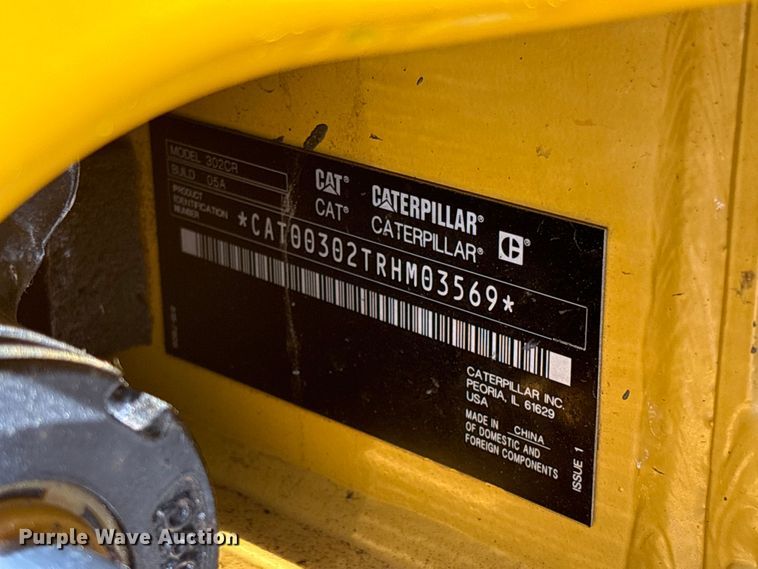 MODEL 302CR
BUILD 05A
PRODUCT
IDENTIFICATION
NUMBER
CAT® CATERPILLAR®
CAT® CATERPILLAR®
*CAT00302TRHM03569*
CATERPILLAR INC.
PEORIA, IL 61629
USA
MADE IN CHINA
OF DOMESTIC AND
FOREIGN COMPONENTS
ISSUE 1
Purple Wave Auction